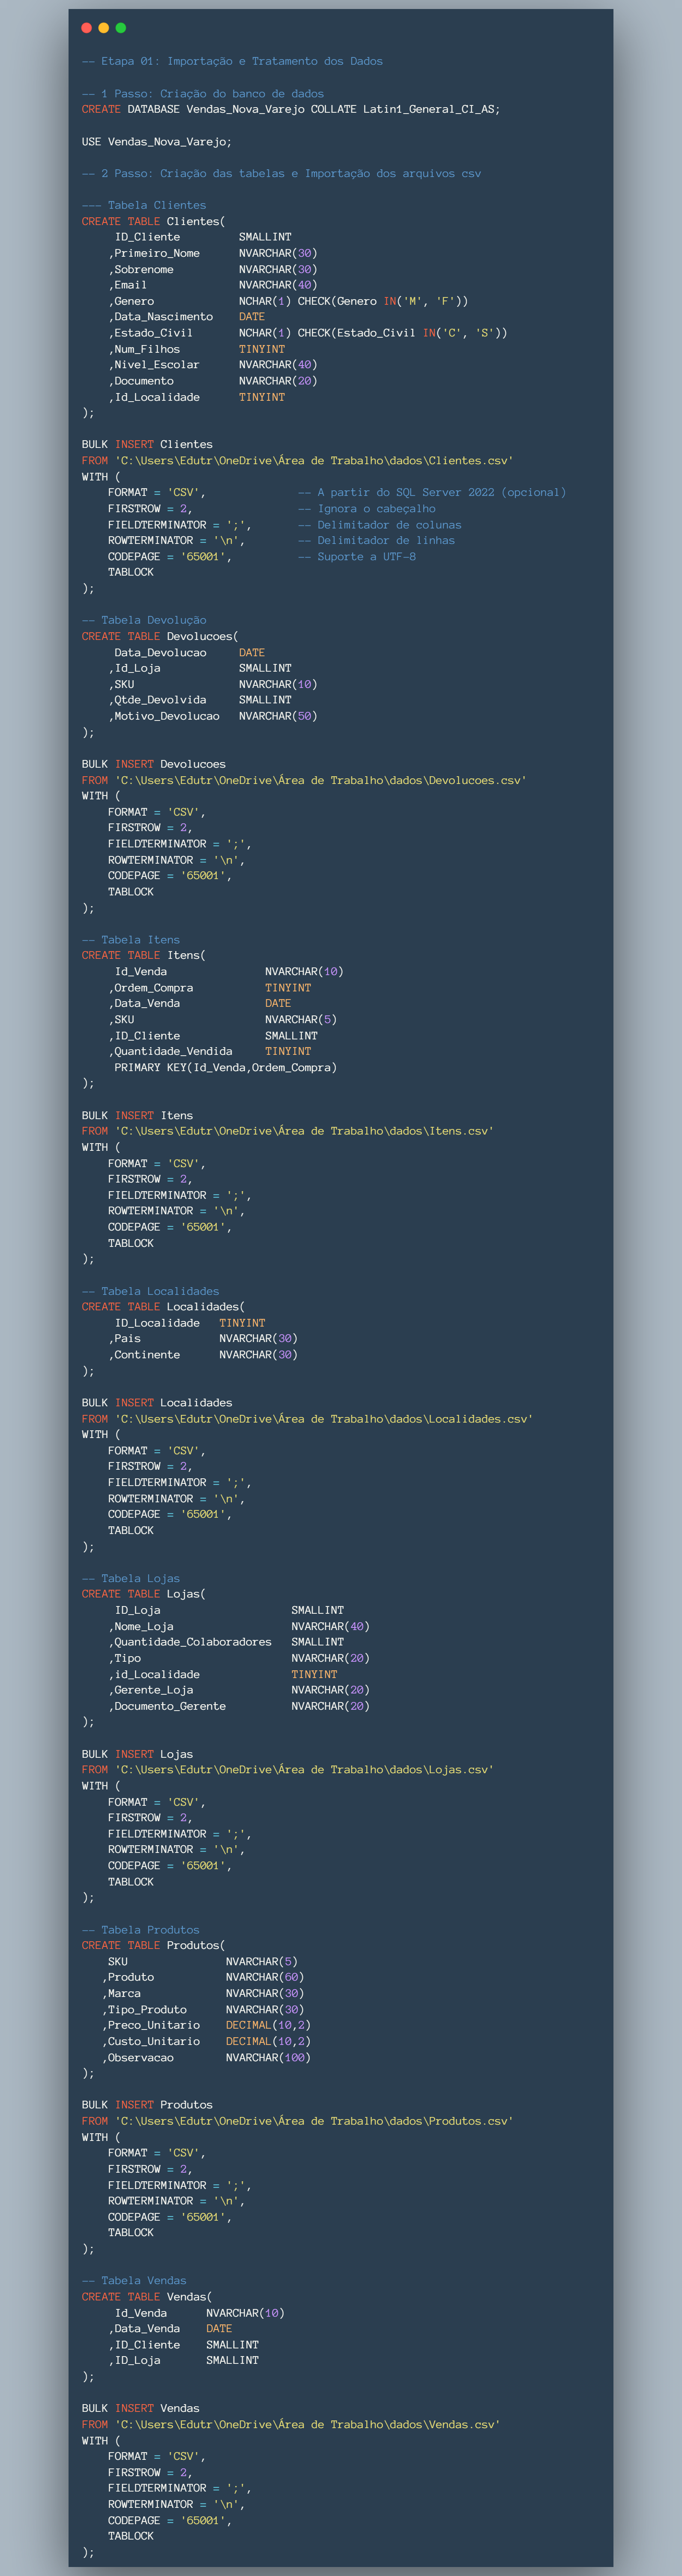 -- Etapa 01: Importação e Tratamento dos Dados

-- 1 Passo: Criação do banco de dados
CREATE DATABASE Vendas_Nova_Varejo COLLATE Latin1_General_CI_AS;

USE Vendas_Nova_Varejo;

-- 2 Passo: Criação das tabelas e Importação dos arquivos csv

--- Tabela Clientes
CREATE TABLE Clientes(
     ID_Cliente         SMALLINT
    ,Primeiro_Nome      NVARCHAR(30)
    ,Sobrenome          NVARCHAR(30)
    ,Email              NVARCHAR(40)
    ,Genero             NCHAR(1) CHECK(Genero IN('M', 'F'))
    ,Data_Nascimento    DATE
    ,Estado_Civil       NCHAR(1) CHECK(Estado_Civil IN('C', 'S'))
    ,Num_Filhos         TINYINT
    ,Nivel_Escolar      NVARCHAR(40)
    ,Documento          NVARCHAR(20)
    ,Id_Localidade      TINYINT
);

BULK INSERT Clientes
FROM 'C:\Users\Edutr\OneDrive\Área de Trabalho\dados\Clientes.csv'
WITH (
    FORMAT = 'CSV',              -- A partir do SQL Server 2022 (opcional)
    FIRSTROW = 2,                -- Ignora o cabeçalho
    FIELDTERMINATOR = ';',       -- Delimitador de colunas
    ROWTERMINATOR = '\n',        -- Delimitador de linhas
    CODEPAGE = '65001',          -- Suporte a UTF-8
    TABLOCK
);

-- Tabela Devolução
CREATE TABLE Devolucoes(
     Data_Devolucao     DATE
    ,Id_Loja            SMALLINT
    ,SKU                NVARCHAR(10)
    ,Qtde_Devolvida     SMALLINT
    ,Motivo_Devolucao   NVARCHAR(50)
);

BULK INSERT Devolucoes
FROM 'C:\Users\Edutr\OneDrive\Área de Trabalho\dados\Devolucoes.csv'
WITH (
    FORMAT = 'CSV',
    FIRSTROW = 2,
    FIELDTERMINATOR = ';',
    ROWTERMINATOR = '\n',
    CODEPAGE = '65001',
    TABLOCK
);

-- Tabela Itens
CREATE TABLE Itens(
     Id_Venda               NVARCHAR(10)
    ,Ordem_Compra           TINYINT
    ,Data_Venda             DATE
    ,SKU                    NVARCHAR(5)
    ,ID_Cliente             SMALLINT
    ,Quantidade_Vendida     TINYINT
     PRIMARY KEY(Id_Venda,Ordem_Compra)
);

BULK INSERT Itens
FROM 'C:\Users\Edutr\OneDrive\Área de Trabalho\dados\Itens.csv'
WITH (
    FORMAT = 'CSV',
    FIRSTROW = 2,
    FIELDTERMINATOR = ';',
    ROWTERMINATOR = '\n',
    CODEPAGE = '65001',
    TABLOCK
);

-- Tabela Localidades
CREATE TABLE Localidades(
     ID_Localidade   TINYINT
    ,Pais            NVARCHAR(30)
    ,Continente      NVARCHAR(30)
);

BULK INSERT Localidades
FROM 'C:\Users\Edutr\OneDrive\Área de Trabalho\dados\Localidades.csv'
WITH (
    FORMAT = 'CSV',
    FIRSTROW = 2,
    FIELDTERMINATOR = ';',
    ROWTERMINATOR = '\n',
    CODEPAGE = '65001',
    TABLOCK
);

-- Tabela Lojas
CREATE TABLE Lojas(
     ID_Loja                    SMALLINT
    ,Nome_Loja                  NVARCHAR(40)
    ,Quantidade_Colaboradores   SMALLINT
    ,Tipo                       NVARCHAR(20)
    ,id_Localidade              TINYINT
    ,Gerente_Loja               NVARCHAR(20)
    ,Documento_Gerente          NVARCHAR(20)
);

BULK INSERT Lojas
FROM 'C:\Users\Edutr\OneDrive\Área de Trabalho\dados\Lojas.csv'
WITH (
    FORMAT = 'CSV',
    FIRSTROW = 2,
    FIELDTERMINATOR = ';',
    ROWTERMINATOR = '\n',
    CODEPAGE = '65001',
    TABLOCK
);

-- Tabela Produtos
CREATE TABLE Produtos(
    SKU               NVARCHAR(5)
   ,Produto           NVARCHAR(60)
   ,Marca             NVARCHAR(30)
   ,Tipo_Produto      NVARCHAR(30)
   ,Preco_Unitario    DECIMAL(10,2)
   ,Custo_Unitario    DECIMAL(10,2)
   ,Observacao        NVARCHAR(100)
);

BULK INSERT Produtos
FROM 'C:\Users\Edutr\OneDrive\Área de Trabalho\dados\Produtos.csv'
WITH (
    FORMAT = 'CSV',
    FIRSTROW = 2,
    FIELDTERMINATOR = ';',
    ROWTERMINATOR = '\n',
    CODEPAGE = '65001',
    TABLOCK
);

-- Tabela Vendas
CREATE TABLE Vendas(
     Id_Venda      NVARCHAR(10)
    ,Data_Venda    DATE
    ,ID_Cliente    SMALLINT
    ,ID_Loja       SMALLINT
);

BULK INSERT Vendas
FROM 'C:\Users\Edutr\OneDrive\Área de Trabalho\dados\Vendas.csv'
WITH (
    FORMAT = 'CSV',
    FIRSTROW = 2,
    FIELDTERMINATOR = ';',
    ROWTERMINATOR = '\n',
    CODEPAGE = '65001',
    TABLOCK
);